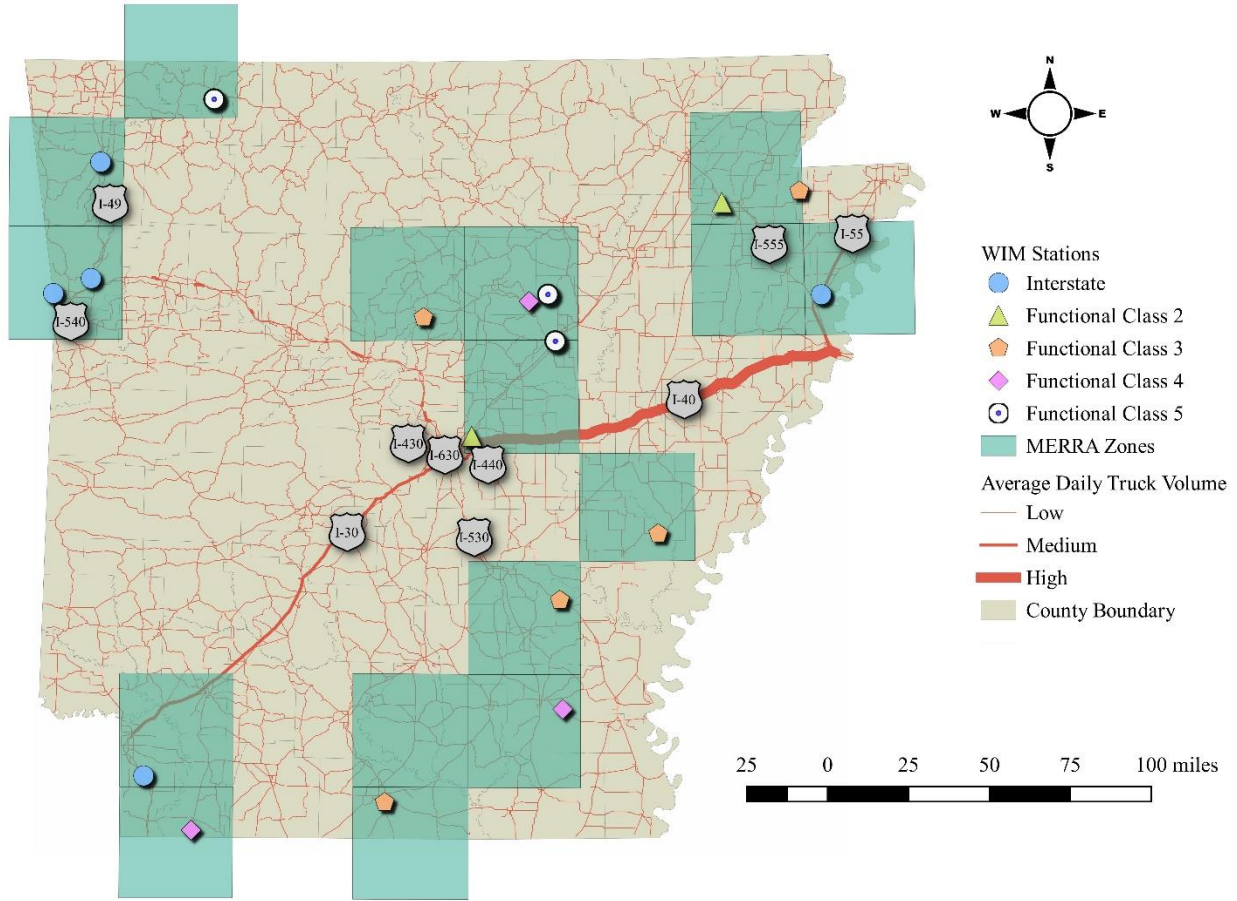 N
W E
S
I-49
I-55
I-555
I-540
I-40
I-430
I-630
I-440
I-30
I-530
WIM Stations
Interstate
Functional Class 2
Functional Class 3
Functional Class 4
Functional Class 5
MERRA Zones
Average Daily Truck Volume
Low
Medium
High
County Boundary
25 0 25 50 75 100 miles